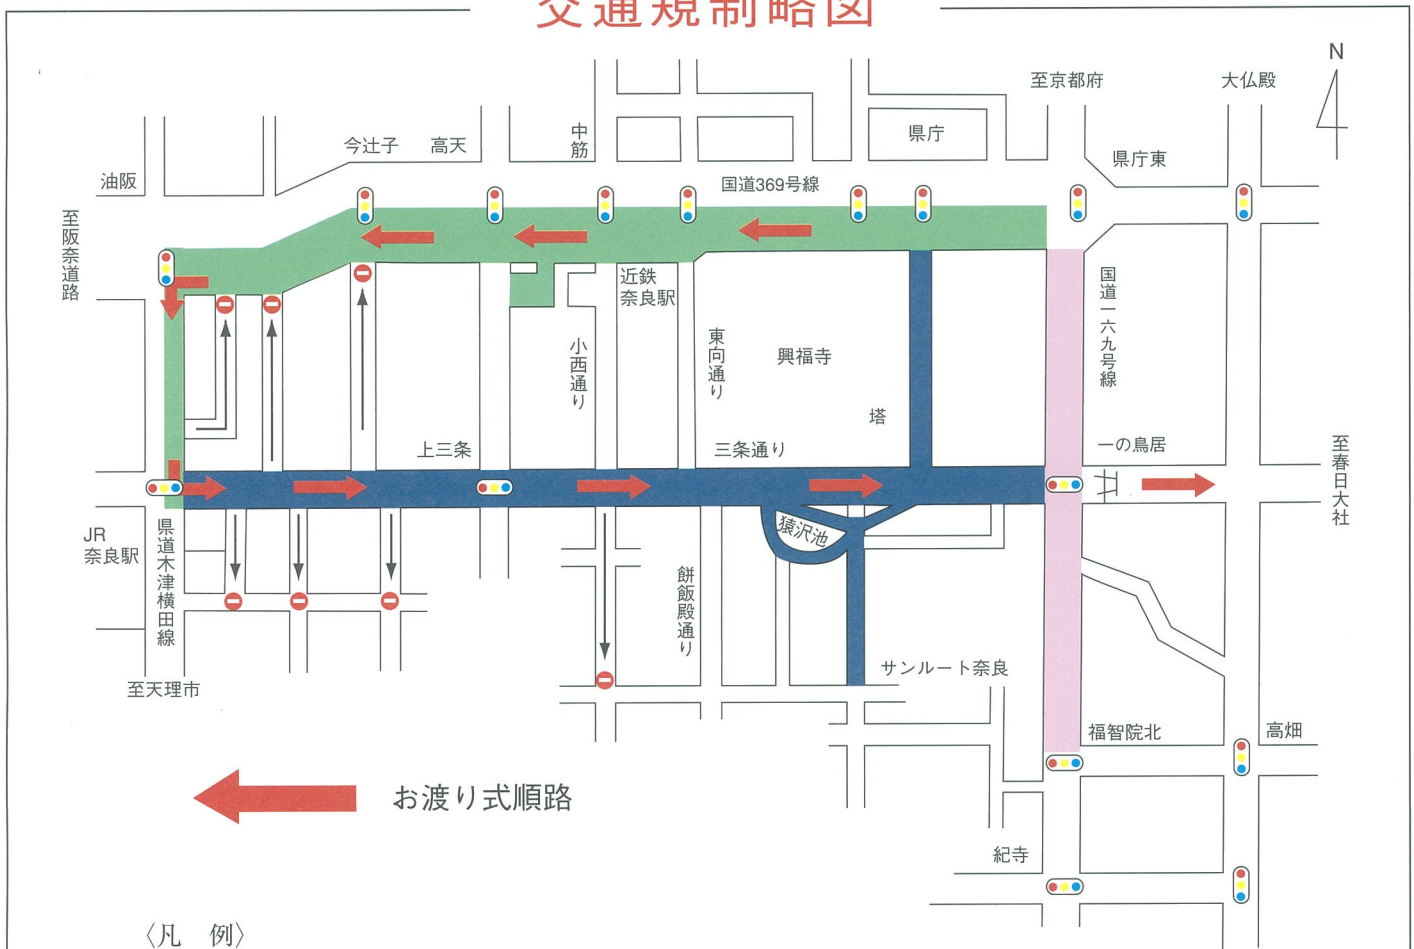 交通規制略図
N
至京都府
大仏殿
今辻子
高天
中筋
県庁
県庁東
油阪
国道369号線
至阪奈道路
近鉄
奈良駅
国道一六九号線
小西通り
東向通り
興福寺
塔
上三条
三条通り
一の鳥居
至春日大社
JR
奈良駅
県道木津横田線
猿沢池
餅飯殿通り
サンルート奈良
至天理市
福智院北
高畑
お渡り式順路
紀寺
〈凡 例〉